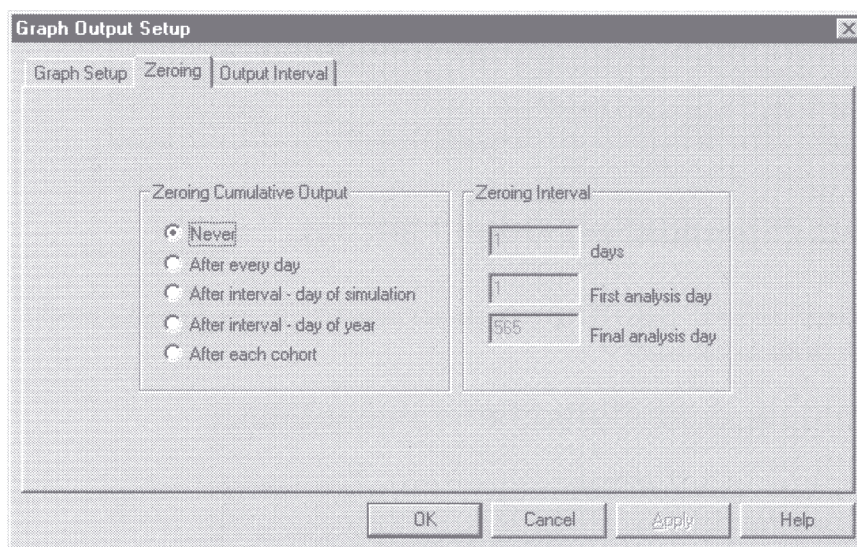 Graph Output Setup
Graph Setup
Zeroing
Output Interval
Zeroing Cumulative Output
Never
After every day
After interval - day of simulation
After interval - day of year
After each cohort
Zeroing Interval
1 days
1 First analysis day
565 Final analysis day
OK
Cancel
Apply
Help